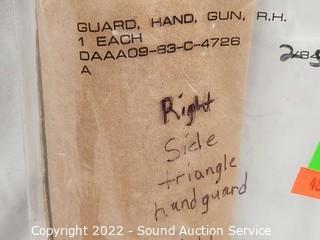 GUARD, HAND, GUN, R.H.
1 EACH
DAAA09-83-C-4726
A
Right
Side
triangle
handguard
Copyright 2022 - Sound Auction Service